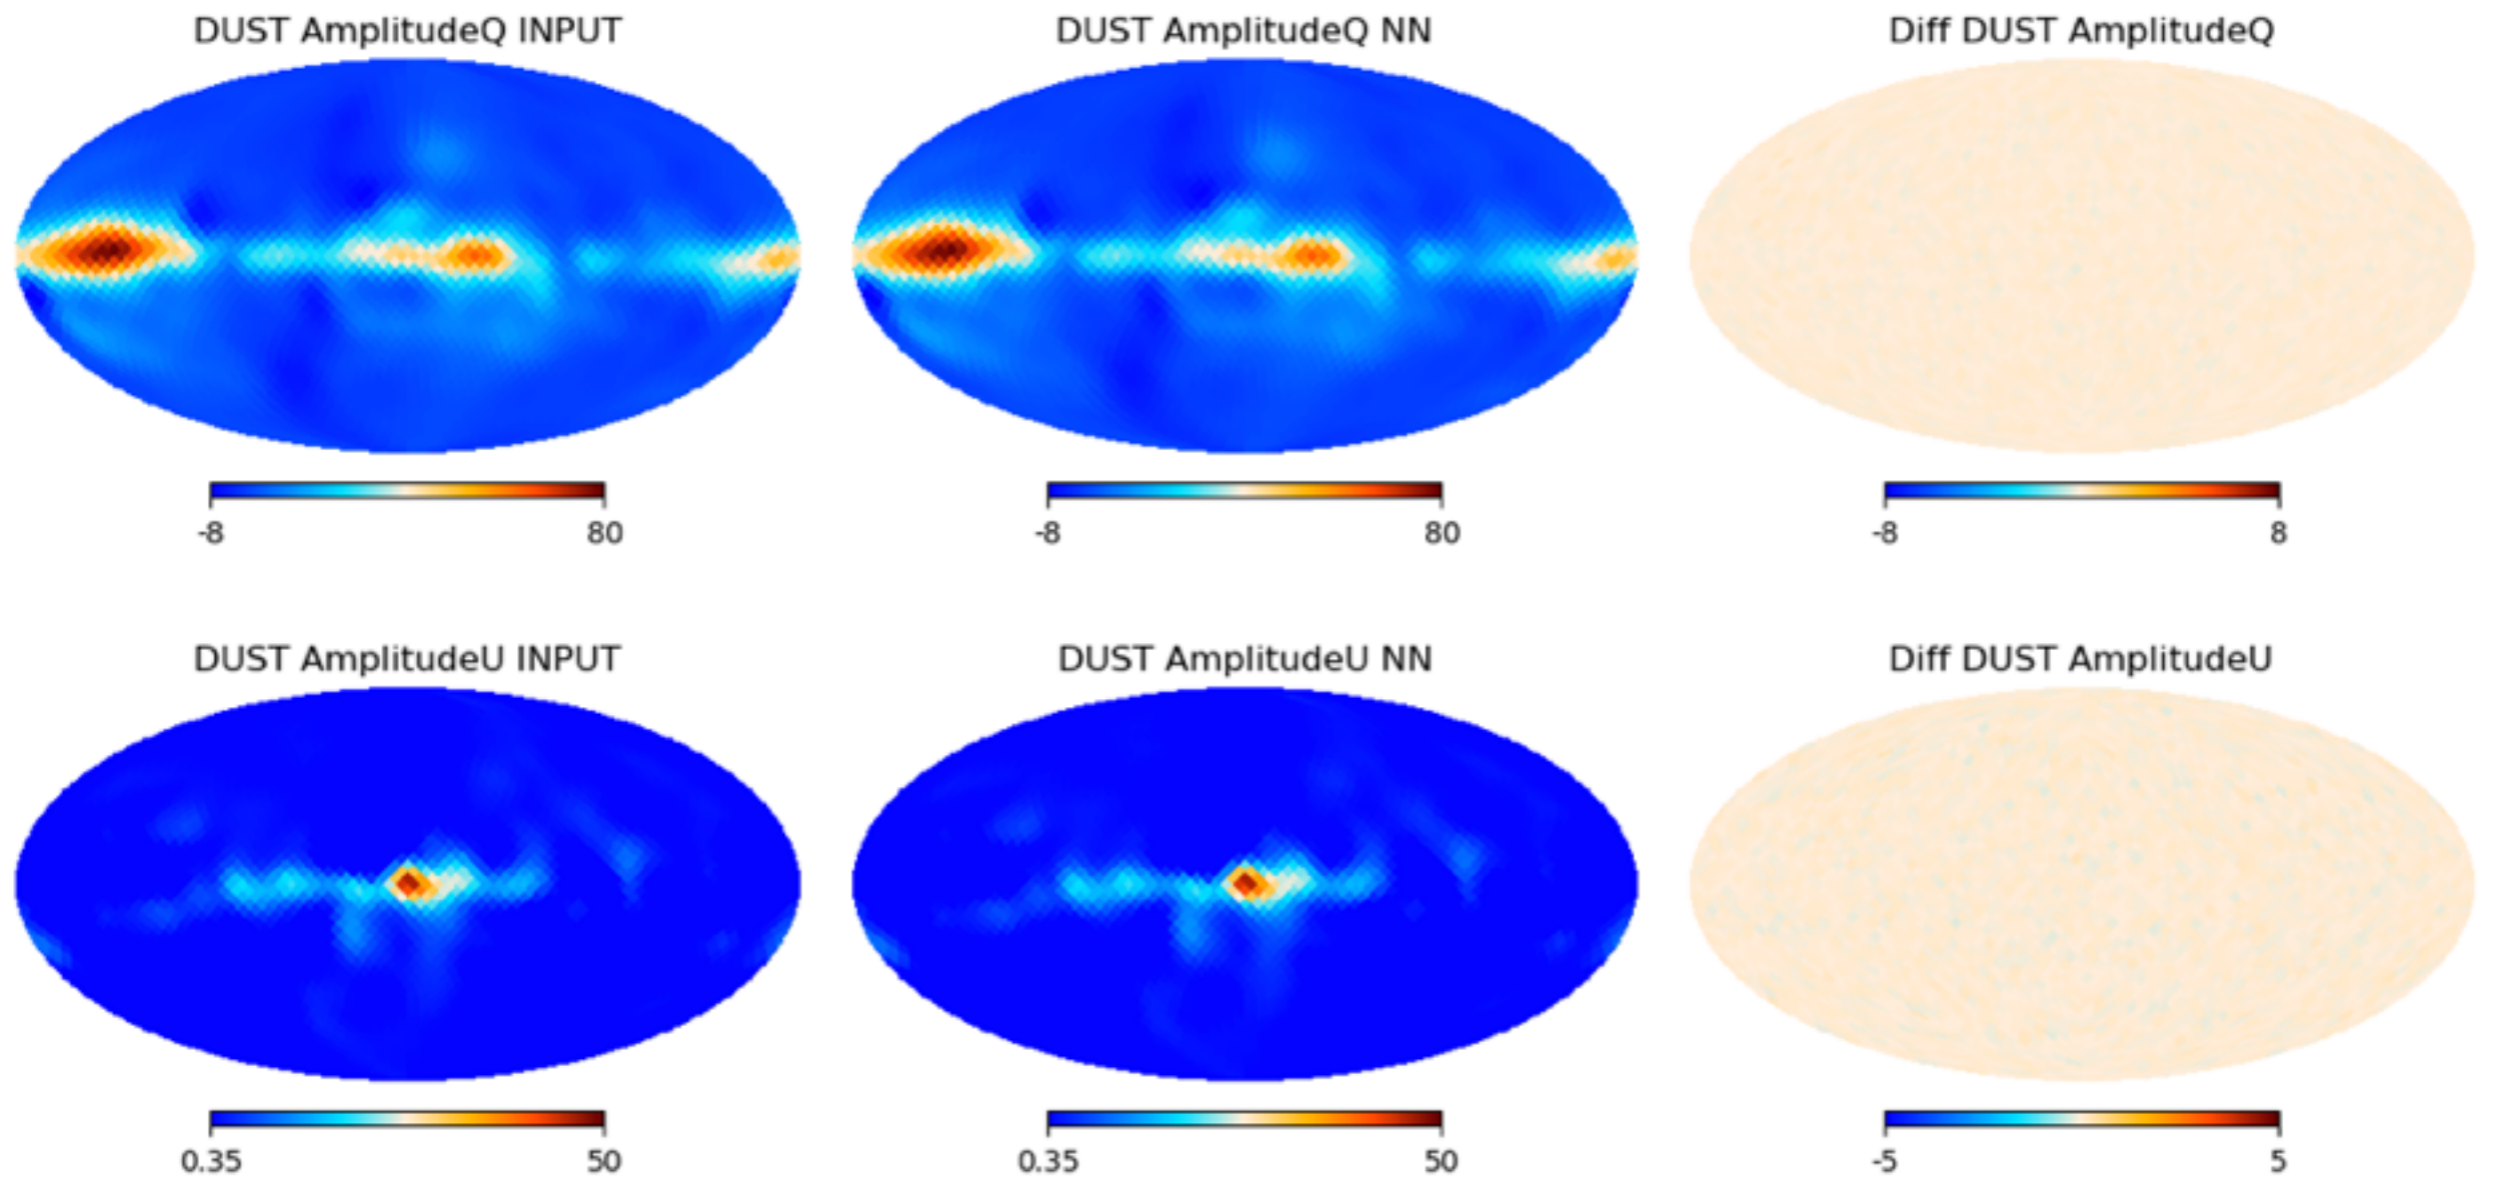 DUST AmplitudeQ INPUT
DUST AmplitudeQ NN
Diff DUST AmplitudeQ
-8 80
-8 80
-8 8
DUST AmplitudeU INPUT
DUST AmplitudeU NN
Diff DUST AmplitudeU
0.35 50
0.35 50
-5 5